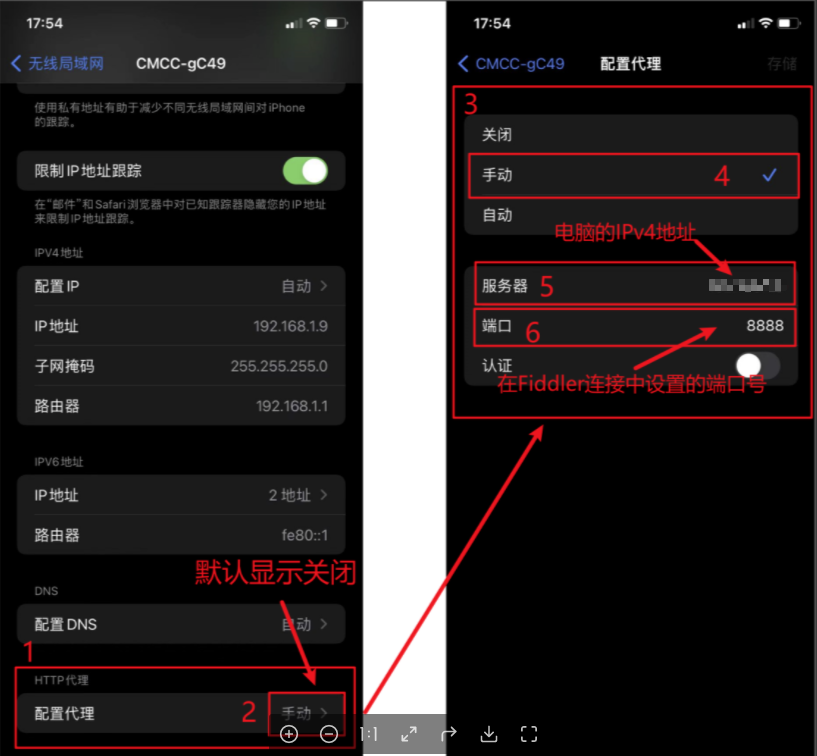 17:54
无线局域网
CMCC-gC49
使用私有地址有助于减少不同无线局域网间对iPhone
的跟踪。
限制IP地址跟踪
在“邮件”和Safari浏览器中对已知跟踪器隐藏您的IP地址
来限制IP地址跟踪。
IPV4地址
配置IP
自动
IP地址
192.168.1.9
子网掩码
255.255.255.0
路由器
192.168.1.1
IPV6地址
IP地址
2 地址
路由器
fe80::1
默认显示关闭
DNS
配置DNS
自动
1
HTTP代理
配置代理
2
手动
1:1
17:54
CMCC-gC49
配置代理
存储
3
关闭
手动
4
自动
电脑的IPv4地址
服务器
5
端口
6
8888
认证
在Fiddler连接中设置的端口号